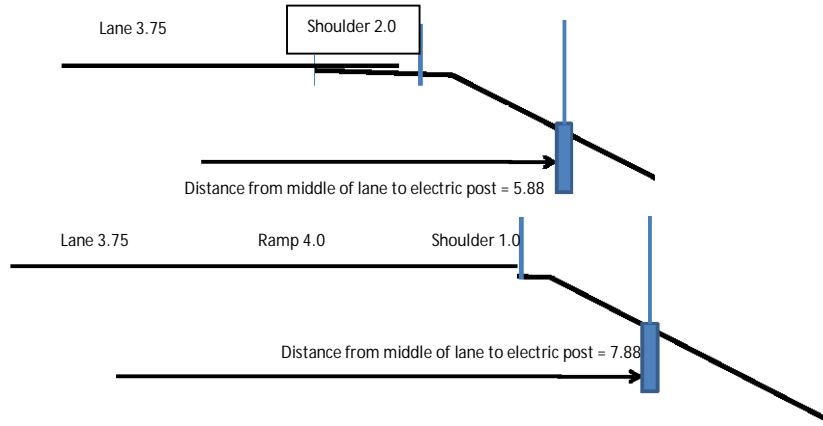 Lane 3.75
Shoulder 2.0
Distance from middle of lane to electric post = 5.88
Lane 3.75
Ramp 4.0
Shoulder 1.0
Distance from middle of lane to electric post = 7.88